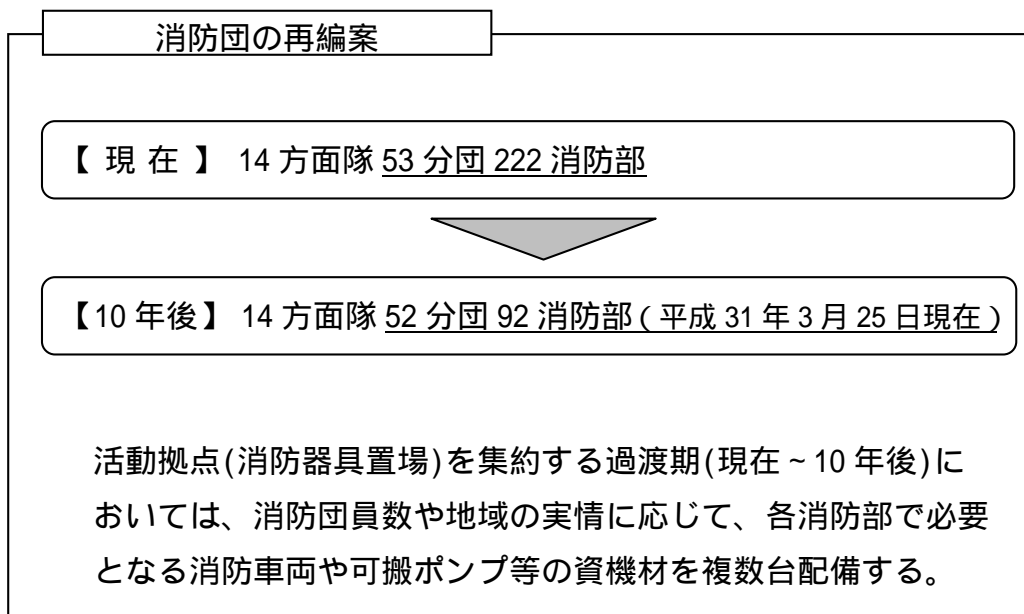 消防団の再編案
【 現 在 】 14 方面隊 53 分団 222 消防部
【10 年後】 14 方面隊 52 分団 92 消防部(平成 31 年 3 月 25 日現在)
活動拠点(消防器具置場)を集約する過渡期(現在~10 年後)に
おいては、消防団員数や地域の実情に応じて、各消防部で必要
となる消防車両や可搬ポンプ等の資機材を複数台配備する。